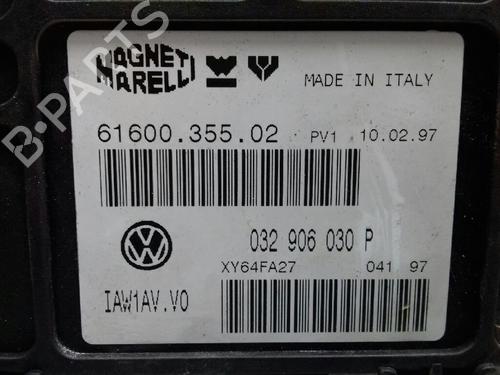 MAGNETI
MARELLI
MADE IN ITALY
61600.355.02 PV1 10.02.97
032 906 030 P
XY64FA27 041 97
IAW1AV.V0
B-PARTS